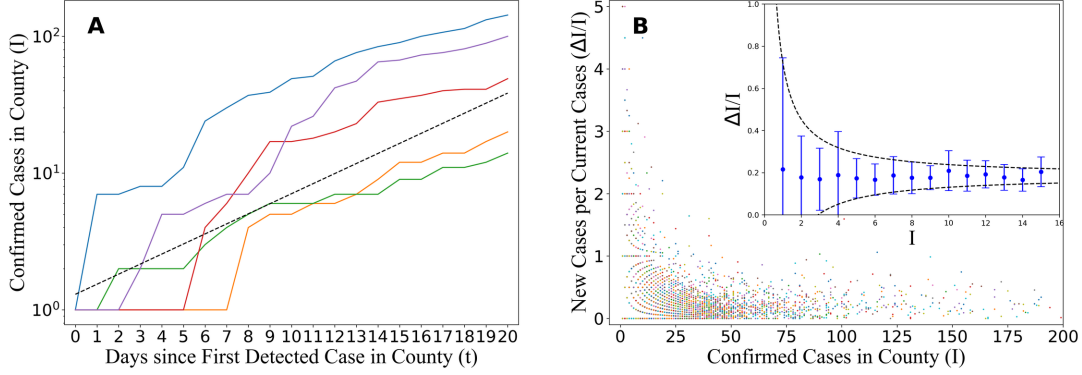 A
Confirmed Cases in County (I)
10²
10¹
10⁰
0 1 2 3 4 5 6 7 8 9 10 11 12 13 14 15 16 17 18 19 20
Days since First Detected Case in County (t)
B
New Cases per Current Cases (ΔI/I)
5
4
3
2
1
0
0 25 50 75 100 125 150 175 200
Confirmed Cases in County (I)
ΔI/I
1.0
0.8
0.6
0.4
0.2
0.0
0 2 4 6 8 10 12 14 16
I